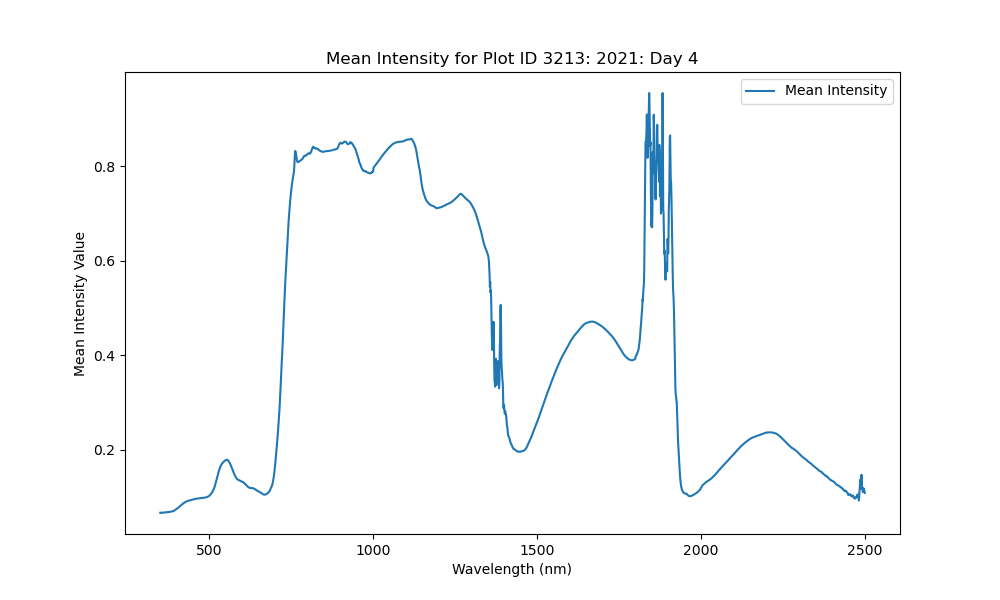 Mean Intensity for Plot ID 3213: 2021: Day 4
Mean Intensity
Mean Intensity Value
0.8
0.6
0.4
0.2
500
1000
1500
2000
2500
Wavelength (nm)